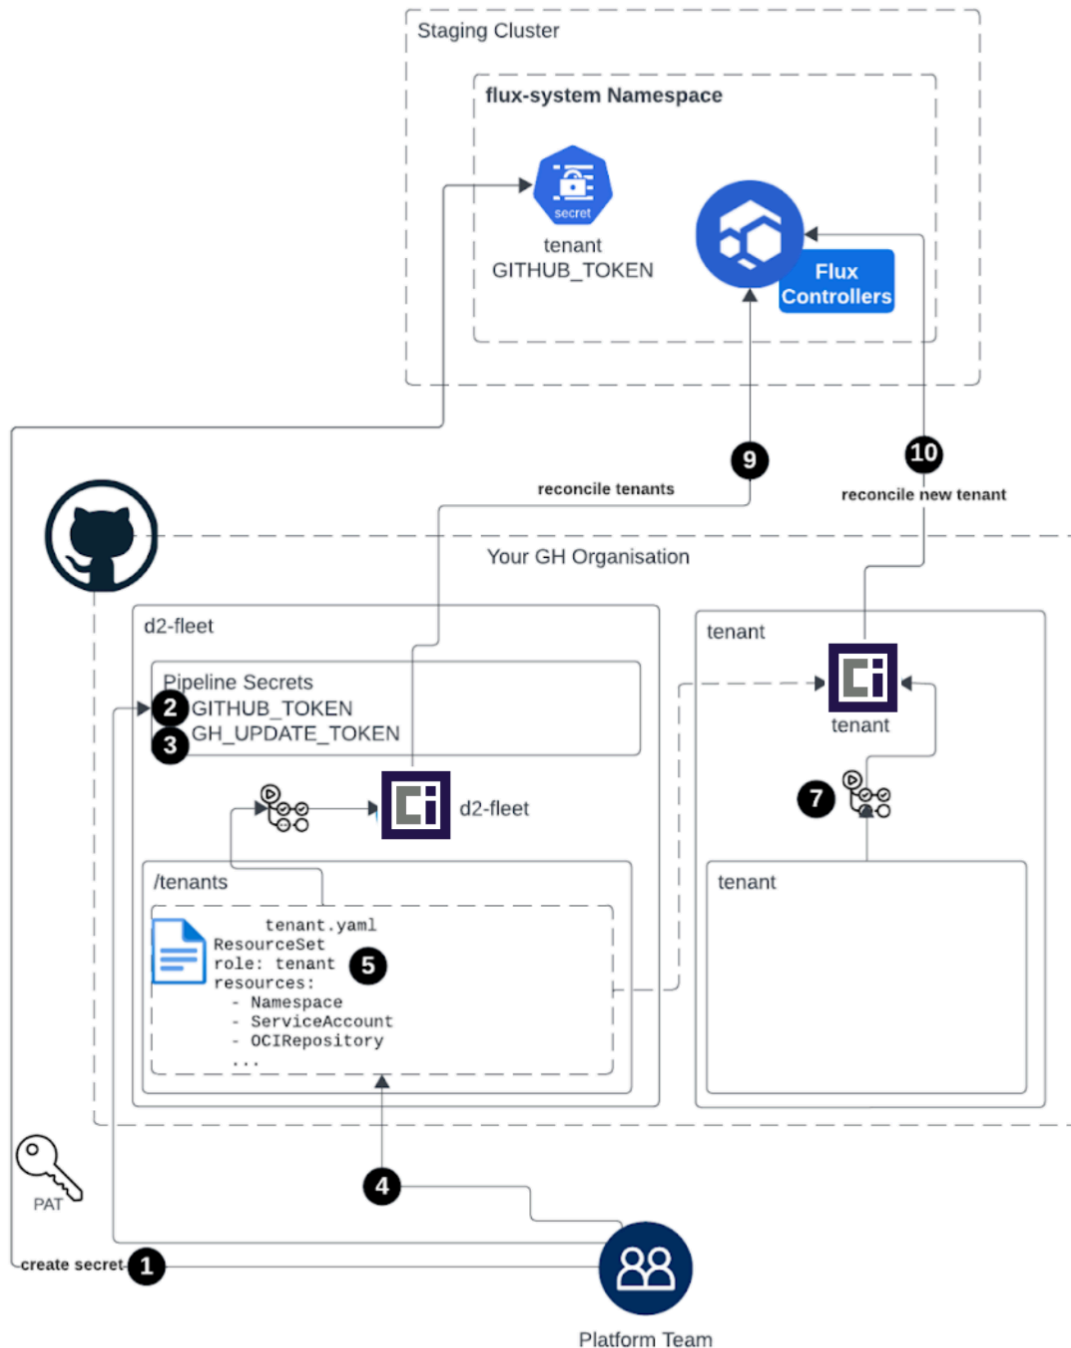 Staging Cluster
flux-system Namespace
secret
tenant
GITHUB_TOKEN
Flux
Controllers
9
10
reconcile tenants
reconcile new tenant
Your GH Organisation
d2-fleet
Pipeline Secrets
2 GITHUB_TOKEN
3 GH_UPDATE_TOKEN
Ci
d2-fleet
/tenants
tenant.yaml
ResourceSet
role: tenant
5
resources:
- Namespace
- ServiceAccount
- OCIRepository
...
tenant
Ci
tenant
7
tenant
PAT
4
create secret
1
Platform Team